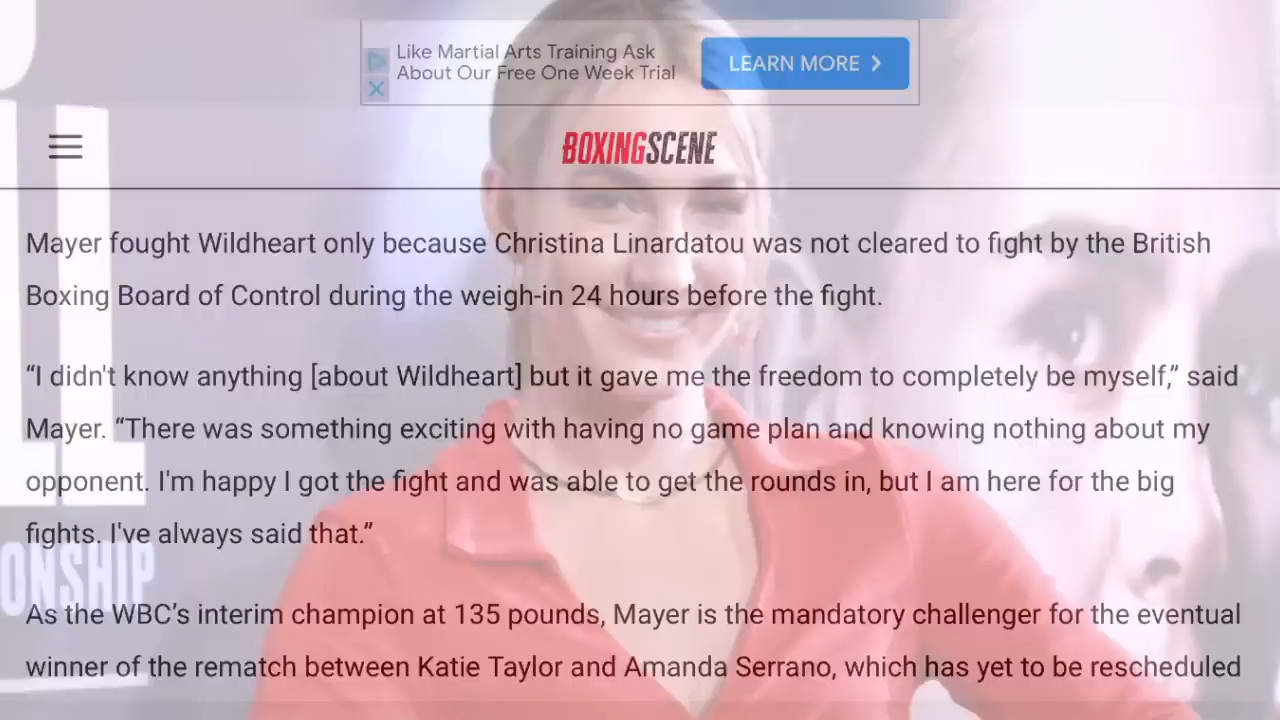 Like Martial Arts Training Ask
About Our Free One Week Trial
LEARN MORE
BOXINGSCENE
Mayer fought Wildheart only because Christina Linardatou was not cleared to fight by the British
Boxing Board of Control during the weigh-in 24 hours before the fight.
“I didn't know anything [about Wildheart] but it gave me the freedom to completely be myself,” said
Mayer. “There was something exciting with having no game plan and knowing nothing about my
opponent. I'm happy I got the fight and was able to get the rounds in, but I am here for the big
fights. I've always said that.”
ONSHIP
As the WBC’s interim champion at 135 pounds, Mayer is the mandatory challenger for the eventual
winner of the rematch between Katie Taylor and Amanda Serrano, which has yet to be rescheduled